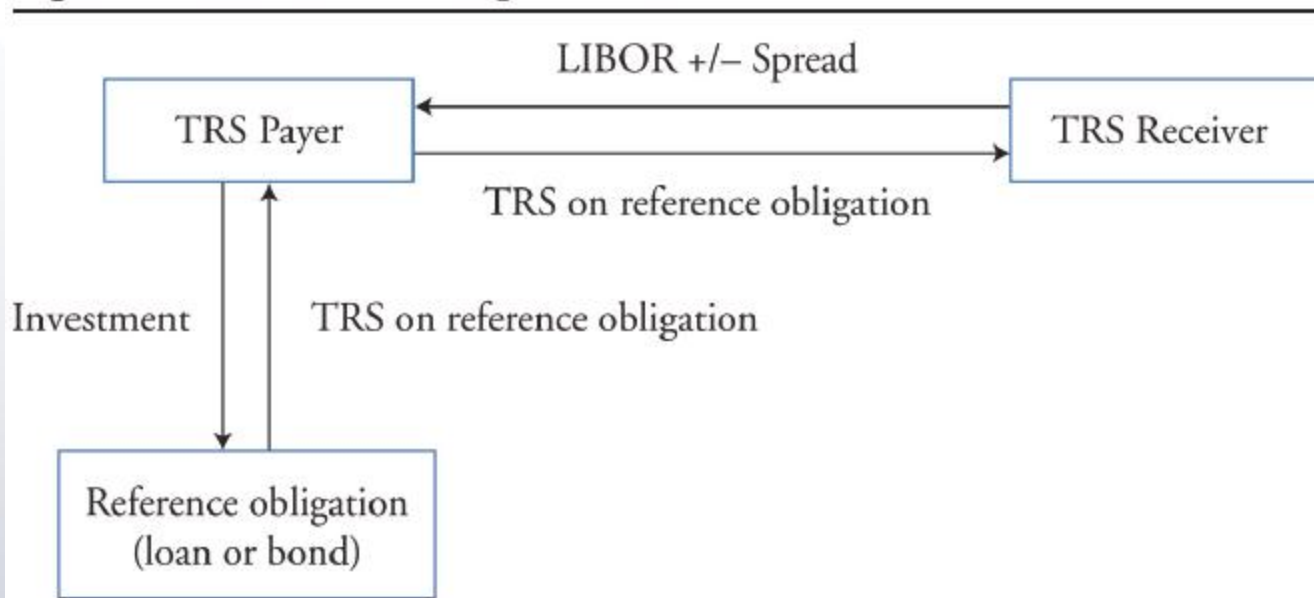 LIBOR +/– Spread
TRS Payer
TRS Receiver
TRS on reference obligation
Investment
TRS on reference obligation
Reference obligation
(loan or bond)